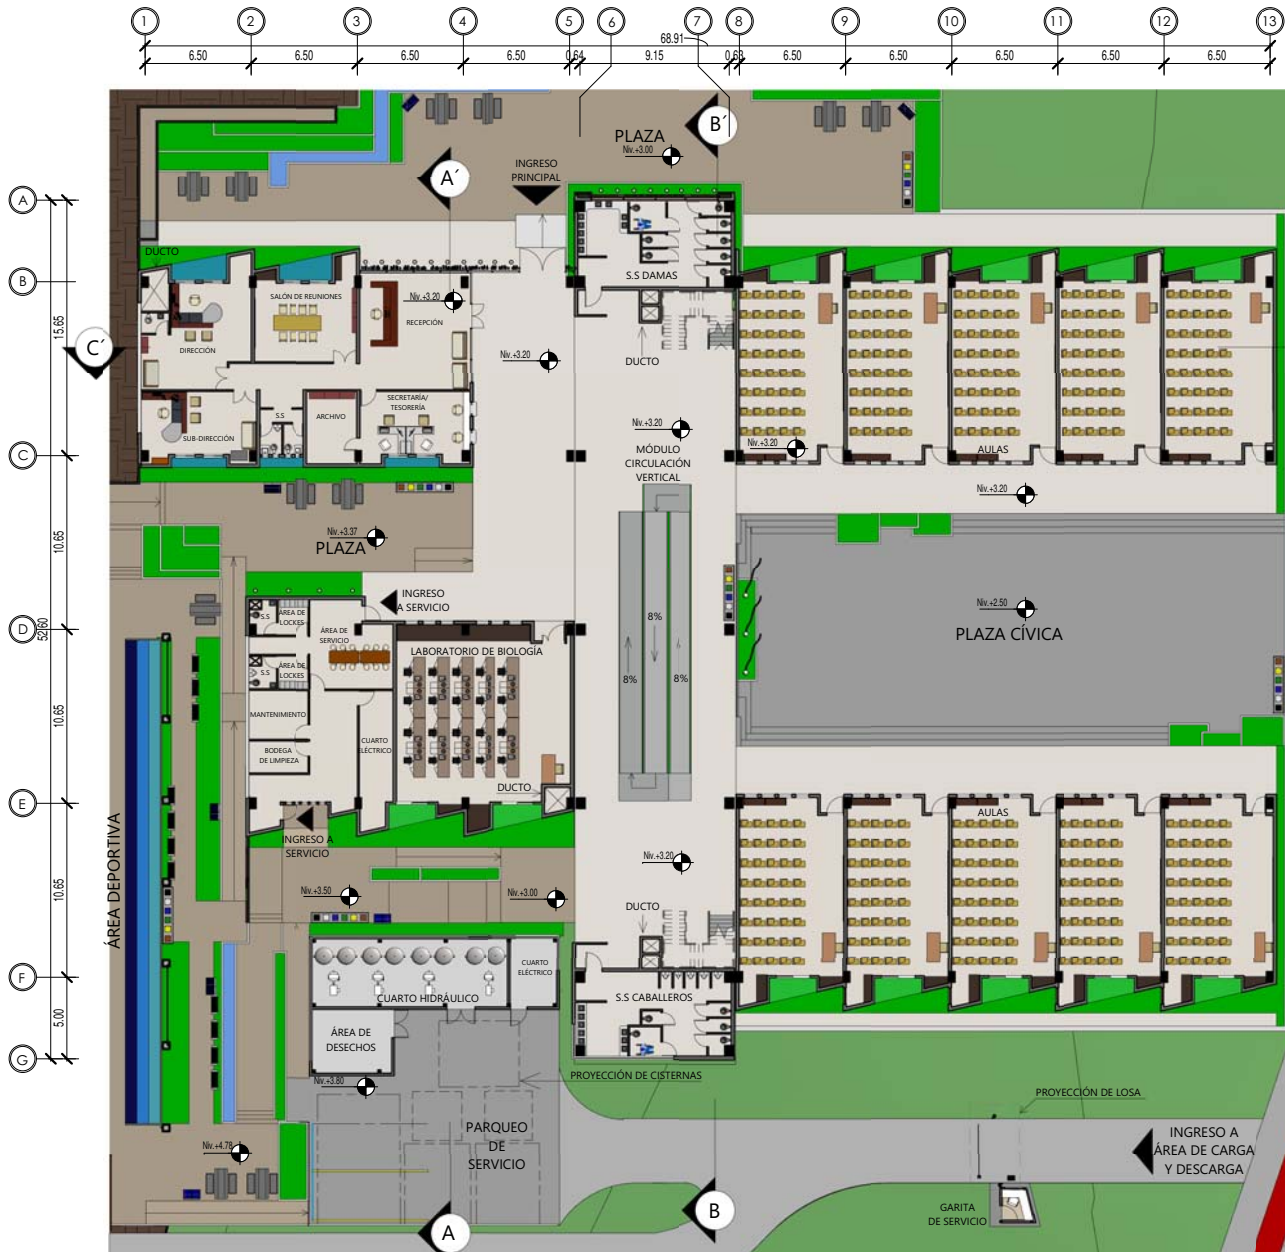 1 2 3 4 5 6 7 8 9 10 11 12 13
68.91
6.50 6.50 6.50 6.50 0.64 9.15 0.63 6.50 6.50 6.50 6.50 6.50
PLAZA
Niv.+3.00
B´
A´
INGRESO
PRINCIPAL
A
DUCTO
S.S DAMAS
B
SALÓN DE REUNIONES
Niv.+3.20
RECEPCIÓN
15.65
C´
DIRECCIÓN
Niv.+3.20
DUCTO
SECRETARÍA/
TESORERÍA
S.S
ARCHIVO
SUB-DIRECCIÓN
Niv.+3.20
MÓDULO
CIRCULACIÓN
VERTICAL
Niv.+3.20
AULAS
C
Niv.+3.20
10.65
Niv.+3.37
PLAZA
INGRESO
A SERVICIO
8%
8%
8%
Niv.+2.50
PLAZA CÍVICA
D
52.60
S.S
ÁREA DE
LOCKES
ÁREA DE
SERVICIO
LABORATORIO DE BIOLOGÍA
S.S
ÁREA DE
LOCKES
10.65
MANTENIMIENTO
BODEGA
DE LIMPIEZA
CUARTO
ELÉCTRICO
DUCTO
E
AULAS
INGRESO A
SERVICIO
ÁREA DEPORTIVA
Niv.+3.20
10.65
Niv.+3.50
Niv.+3.00
DUCTO
F
CUARTO
ELÉCTRICO
CUARTO HIDRÁULICO
S.S CABALLEROS
5.00
ÁREA DE
DESECHOS
G
Niv.+3.80
PROYECCIÓN DE CISTERNAS
PROYECCIÓN DE LOSA
PARQUEO
DE
SERVICIO
Niv.+4.78
INGRESO A
ÁREA DE CARGA
Y DESCARGA
A
B
GARITA
DE SERVICIO